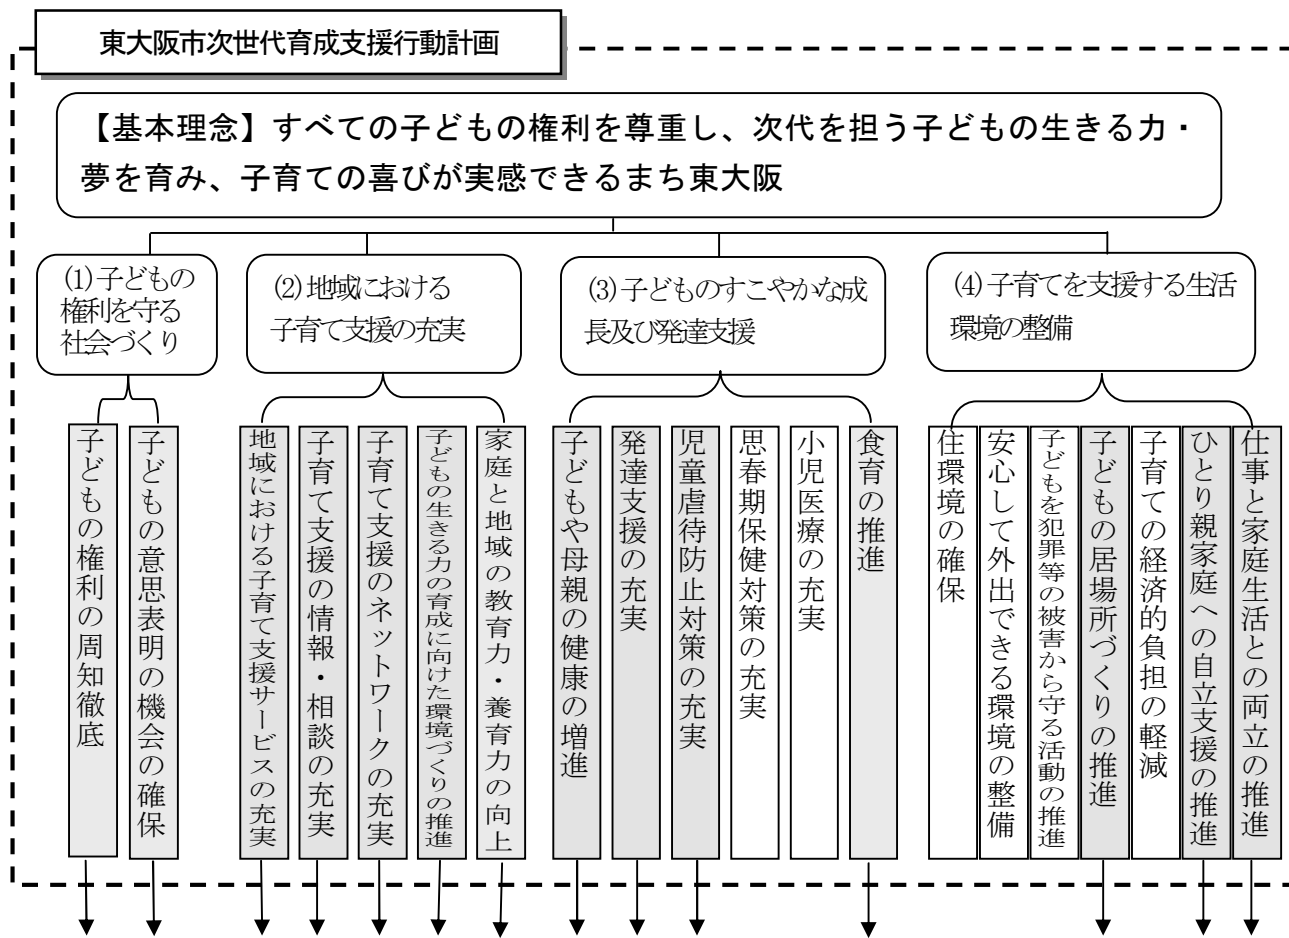 東大阪市次世代育成支援行動計画
【基本理念】すべての子どもの権利を尊重し、次代を担う子どもの生きる力・
夢を育み、子育ての喜びが実感できるまち東大阪
(1)子どもの
権利を守る
社会づくり
(2)地域における
子育て支援の充実
(3)子どものすこやかな成
長及び発達支援
(4)子育てを支援する生活
環境の整備
子どもの権利の周知徹底
子どもの意思表明の機会の確保
地域における子育て支援サービスの充実
子育て支援の情報・相談の充実
子育て支援のネットワークの充実
子どもの生きる力の育成に向けた環境づくりの推進
家庭と地域の教育力・養育力の向上
子どもや母親の健康の増進
発達支援の充実
児童虐待防止対策の充実
思春期保健対策の充実
小児医療の充実
食育の推進
住環境の確保
安心して外出できる環境の整備
子どもを犯罪等の被害から守る活動の推進
子どもの居場所づくりの推進
子育ての経済的負担の軽減
ひとり親家庭への自立支援の推進
仕事と家庭生活との両立の推進